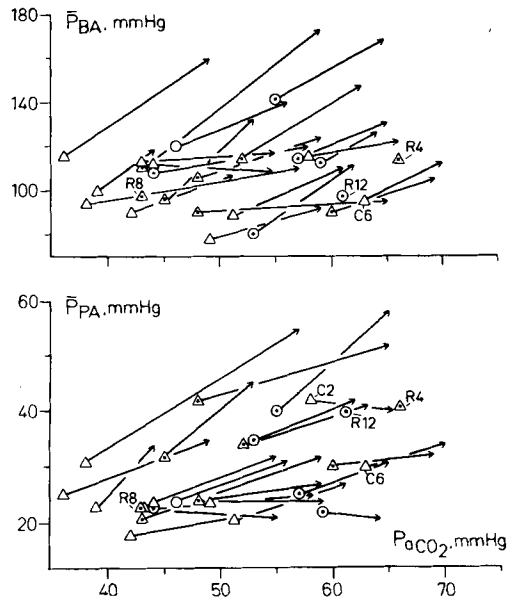 180
P̄BA. mmHg
140
R4
R8
100
R12
C6
60
P̄PA. mmHg
C2
R4
40
R12
C6
R8
20
PaCO2. mmHg
40 50 60 70